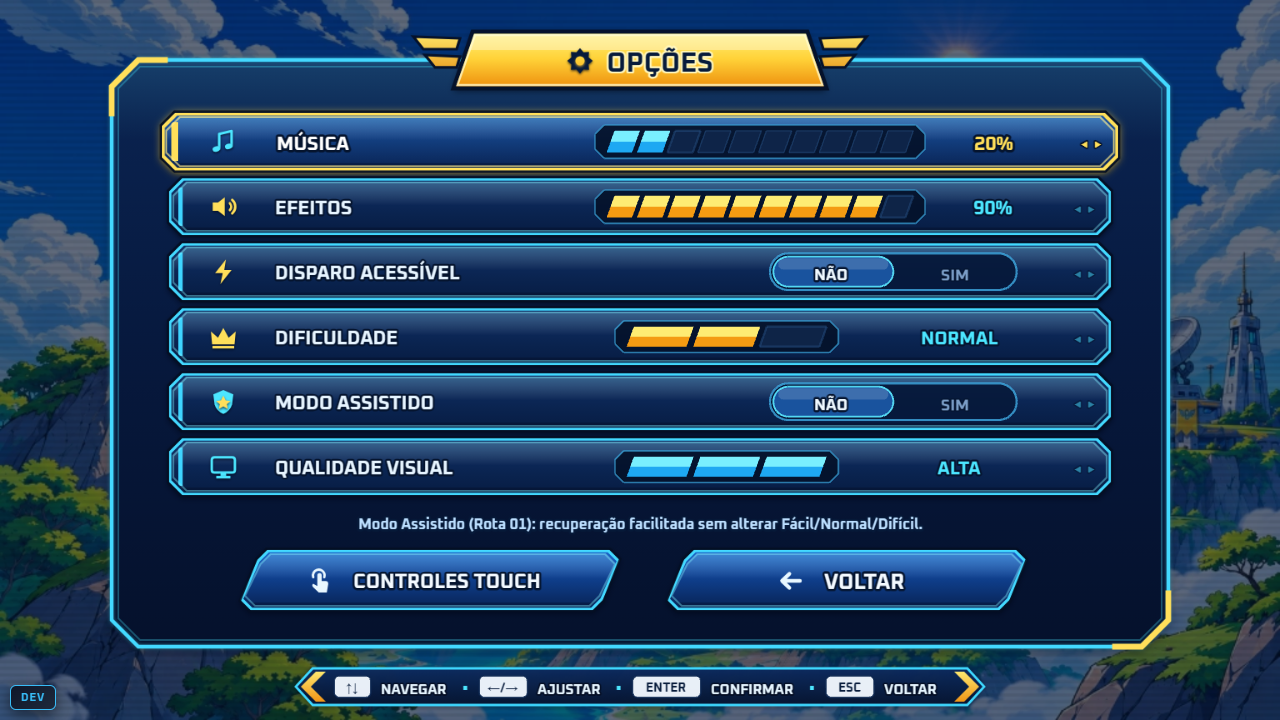 OPÇÕES
MÚSICA 20%
EFEITOS 90%
DISPARO ACESSÍVEL NÃO SIM
DIFICULDADE NORMAL
MODO ASSISTIDO NÃO SIM
QUALIDADE VISUAL ALTA
Modo Assistido (Rota 01): recuperação facilitada sem alterar Fácil/Normal/Difícil.
CONTROLES TOUCH VOLTAR
↑↓ NAVEGAR · ←/→ AJUSTAR · ENTER CONFIRMAR · ESC VOLTAR
DEV